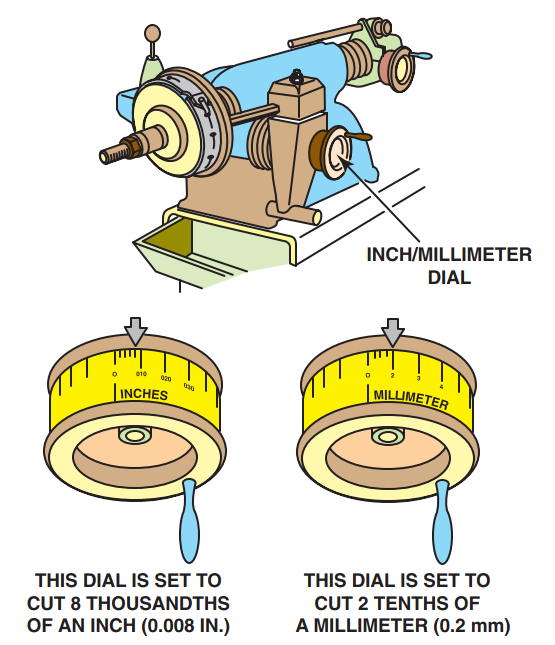 INCH/MILLIMETER
DIAL
0 010 020 030
INCHES
0 2 3 4
MILLIMETER
THIS DIAL IS SET TO
CUT 8 THOUSANDTHS
OF AN INCH (0.008 IN.)
THIS DIAL IS SET TO
CUT 2 TENTHS OF
A MILLIMETER (0.2 mm)